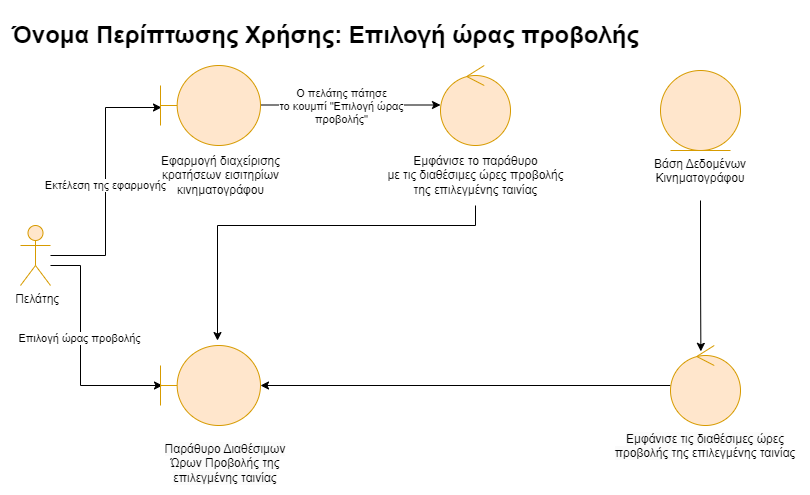 Όνομα Περίπτωσης Χρήσης: Επιλογή ώρας προβολής
Ο πελάτης πάτησε
το κουμπί "Επιλογή ώρας
προβολής"
Εφαρμογή διαχείρισης
κρατήσεων εισιτηρίων
κινηματογράφου
Εμφάνισε το παράθυρο
με τις διαθέσιμες ώρες προβολής
της επιλεγμένης ταινίας
Βάση Δεδομένων
Κινηματογράφου
Εκτέλεση της εφαρμογής
Πελάτης
Επιλογή ώρας προβολής
Παράθυρο Διαθέσιμων
Ώρων Προβολής της
επιλεγμένης ταινίας
Εμφάνισε τις διαθέσιμες ώρες
προβολής της επιλεγμένης ταινίας